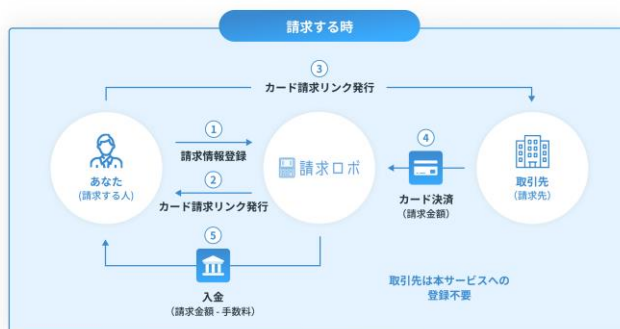 請求する時
③
カード請求リンク発行
①
請求情報登録
②
カード請求リンク発行
あなた
(請求する人)
請求ロボ
④
カード決済
(請求金額)
取引先
(請求先)
⑤
入金
(請求金額 - 手数料)
取引先は本サービスへの
登録不要